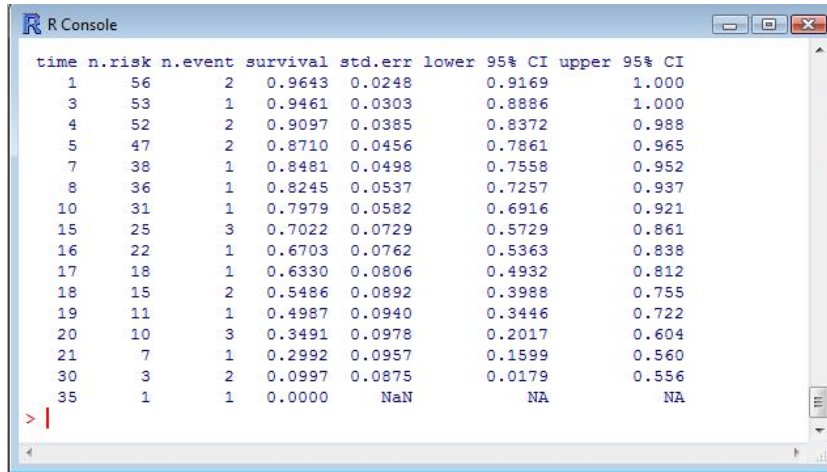 R Console
time n.risk n.event survival std.err lower 95% CI upper 95% CI
1 56 2 0.9643 0.0248 0.9169 1.000
3 53 1 0.9461 0.0303 0.8886 1.000
4 52 2 0.9097 0.0385 0.8372 0.988
5 47 2 0.8710 0.0456 0.7861 0.965
7 38 1 0.8481 0.0498 0.7558 0.952
8 36 1 0.8245 0.0537 0.7257 0.937
10 31 1 0.7979 0.0582 0.6916 0.921
15 25 3 0.7022 0.0729 0.5729 0.861
16 22 1 0.6703 0.0762 0.5363 0.838
17 18 1 0.6330 0.0806 0.4932 0.812
18 15 2 0.5486 0.0892 0.3988 0.755
19 11 1 0.4987 0.0940 0.3446 0.722
20 10 3 0.3491 0.0978 0.2017 0.604
21 7 1 0.2992 0.0957 0.1599 0.560
30 3 2 0.0997 0.0875 0.0179 0.556
35 1 1 0.0000 NaN NA NA
>